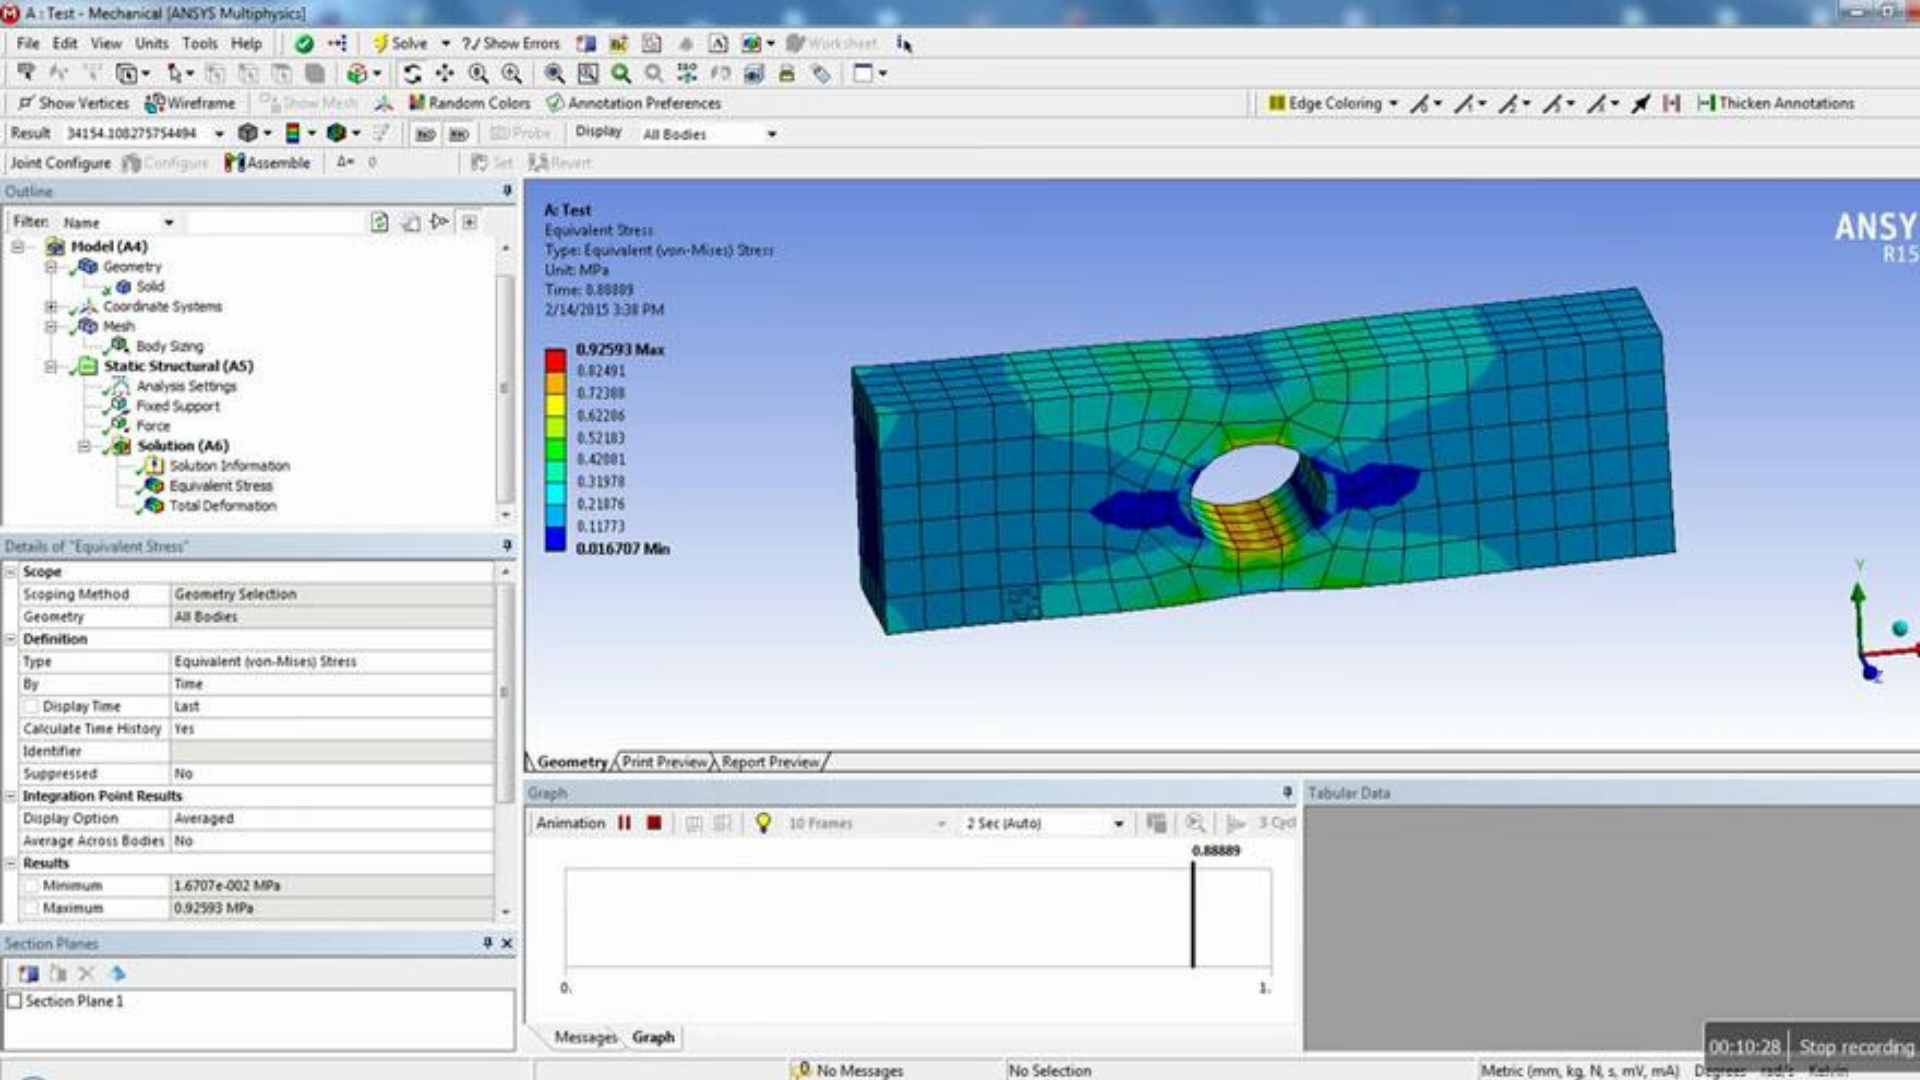 A : Test - Mechanical [ANSYS Multiphysics]
File Edit View Units Tools Help Solve ?/ Show Errors Worksheet
Show Vertices Wireframe Show Mesh Random Colors Annotation Preferences Edge Coloring Thicken Annotations
Result 34154.108275754494 Probe Display All Bodies
Joint Configure Configure Assemble Δ= 0 Set Revert
Outline
Filter: Name
Model (A4)
Geometry
Solid
Coordinate Systems
Mesh
Body Sizing
Static Structural (A5)
Analysis Settings
Fixed Support
Force
Solution (A6)
Solution Information
Equivalent Stress
Total Deformation
Details of "Equivalent Stress"
Scope
Scoping Method Geometry Selection
Geometry All Bodies
Definition
Type Equivalent (von-Mises) Stress
By Time
Display Time Last
Calculate Time History Yes
Identifier
Suppressed No
Integration Point Results
Display Option Averaged
Average Across Bodies No
Results
Minimum 1.6707e-002 MPa
Maximum 0.92593 MPa
Section Planes
Section Plane 1
A: Test
Equivalent Stress
Type: Equivalent (von-Mises) Stress
Unit: MPa
Time: 0.88889
2/14/2015 3:38 PM
0.92593 Max
0.82491
0.72388
0.62286
0.52183
0.42081
0.31978
0.21876
0.11773
0.016707 Min
ANSY
R15
Y
Z
Geometry Print Preview Report Preview
Graph
Animation 10 Frames 2 Sec (Auto) 3 Cycl
0.88889
0. 1.
Messages Graph
Tabular Data
00:10:28 Stop recording
No Messages No Selection Metric (mm, kg, N, s, mV, mA) Degrees rad/s Kelvin